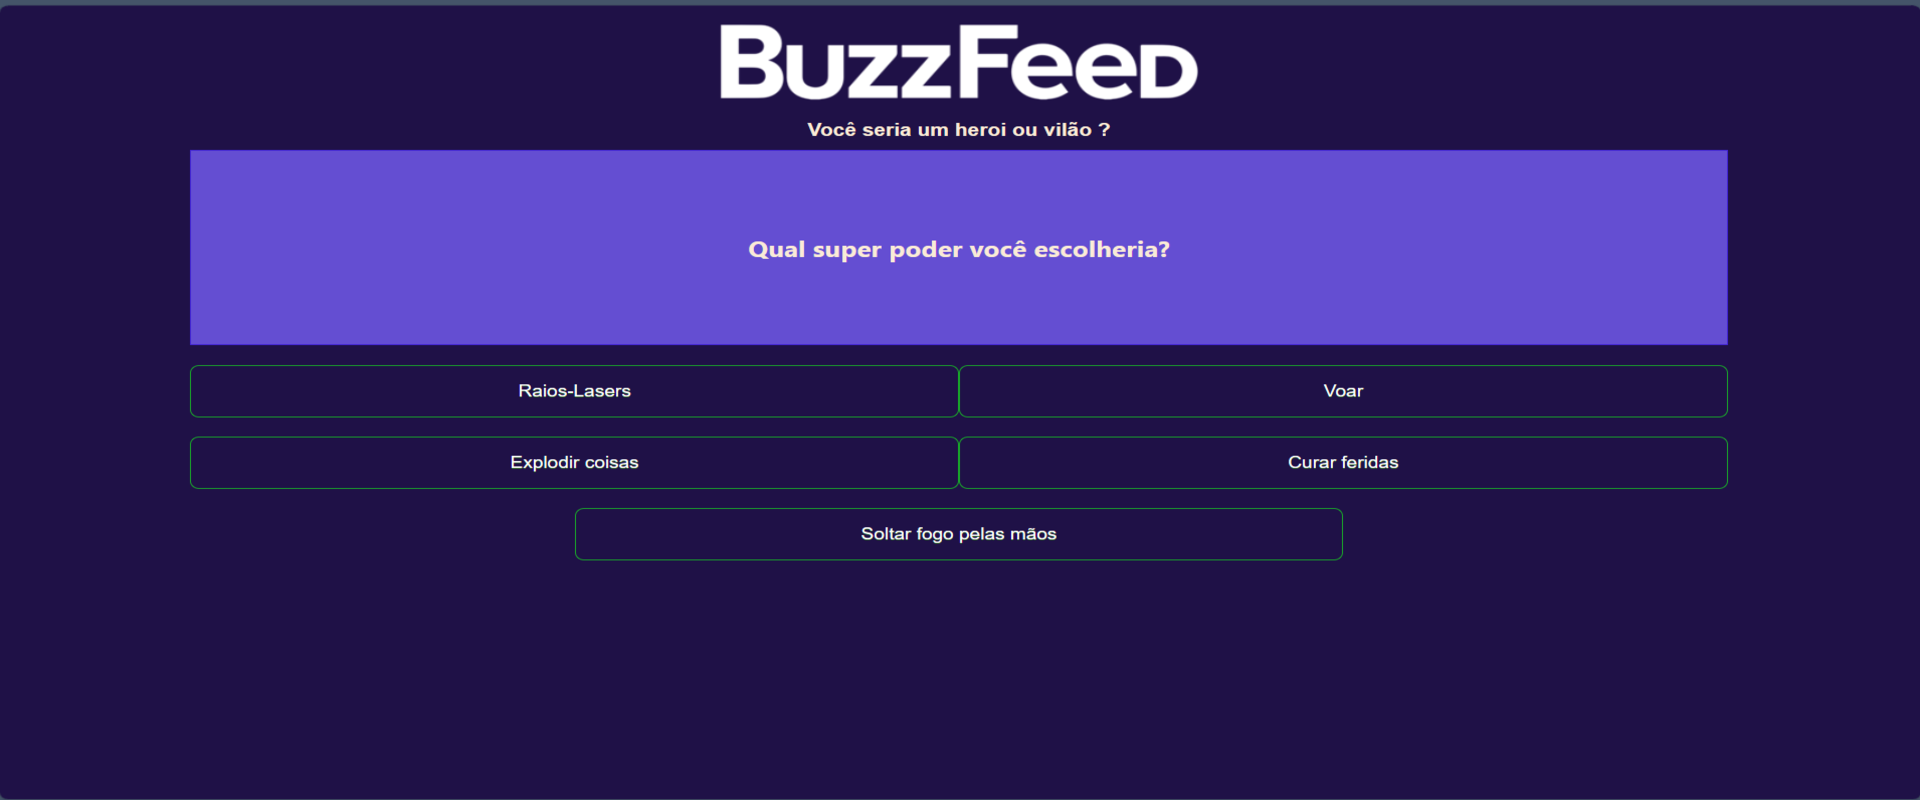 BuzzFeed
Você seria um heroi ou vilão ?
Qual super poder você escolheria?
Raios-Lasers
Voar
Explodir coisas
Curar feridas
Soltar fogo pelas mãos